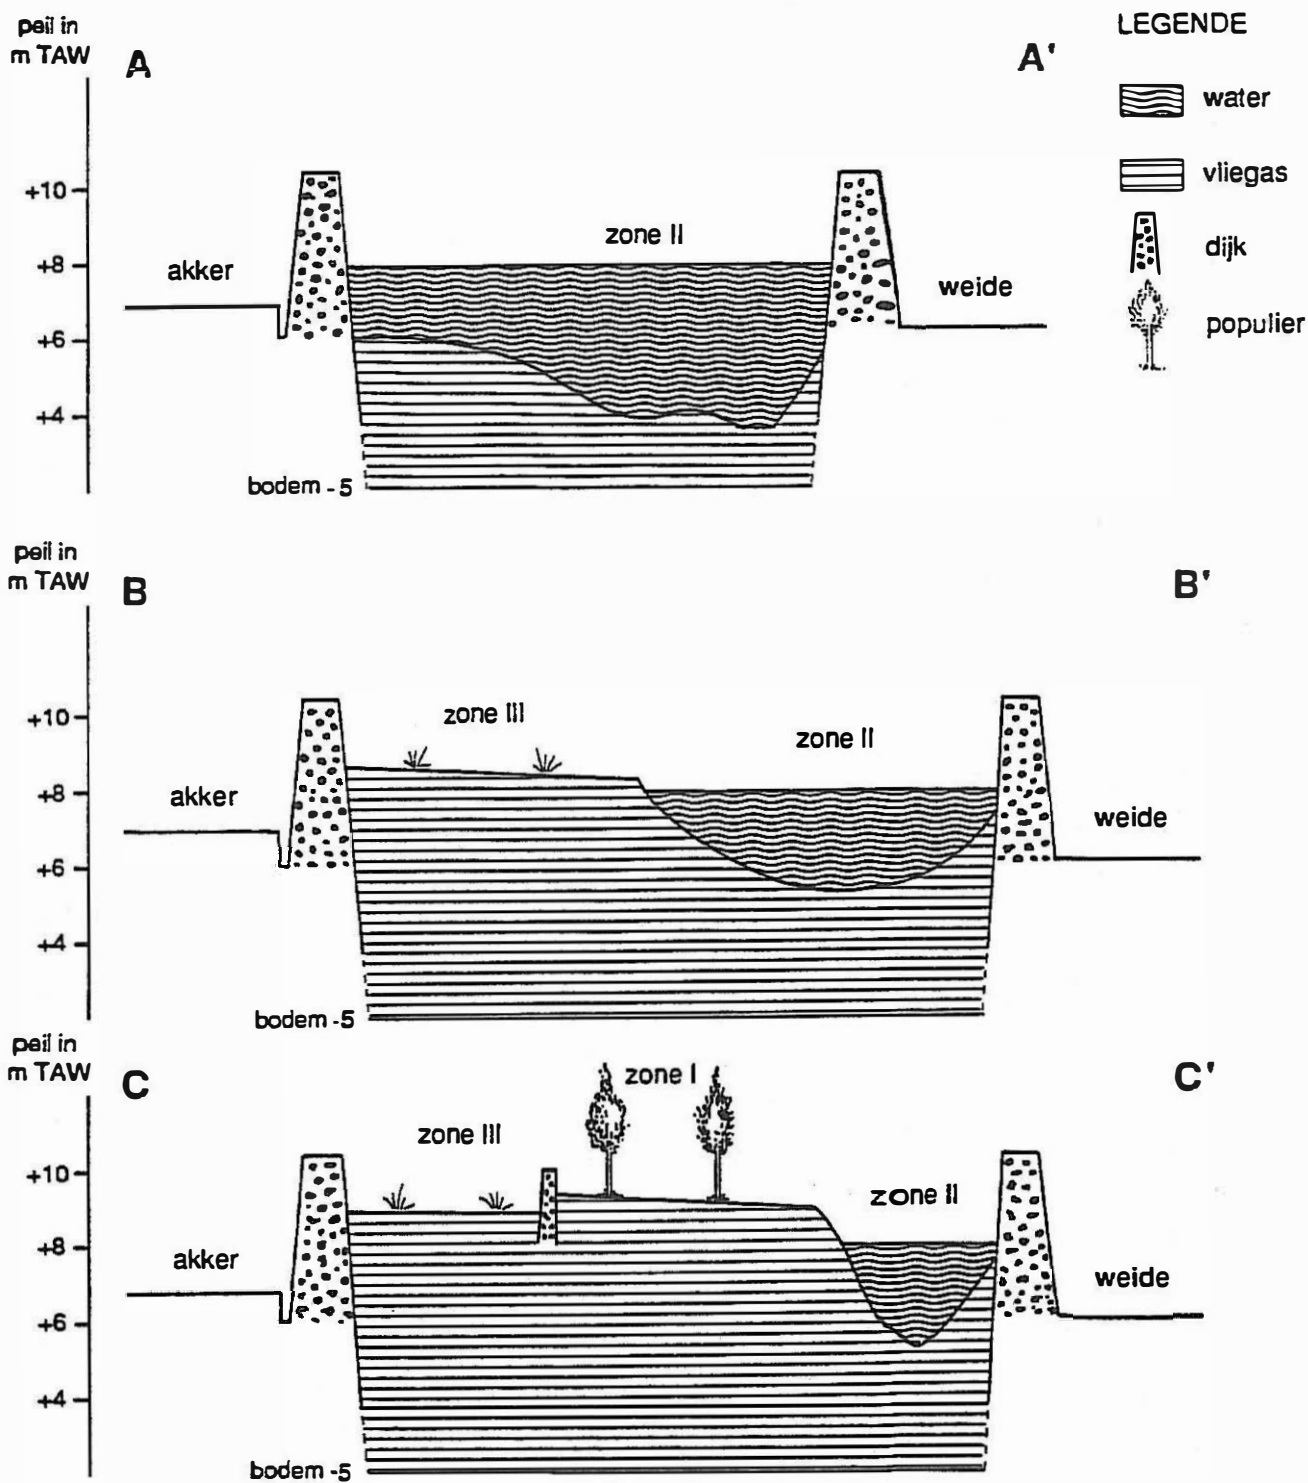 peil in
m TAW
A
A'
+10
+8
+6
+4
zone II
akker
weide
bodem -5
LEGENDE
water
vliegas
dijk
populier
peil in
m TAW
B
B'
+10
+8
+6
+4
zone III
zone II
akker
weide
bodem -5
peil in
m TAW
C
C'
+10
+8
+6
+4
zone I
zone III
zone II
akker
weide
bodem -5